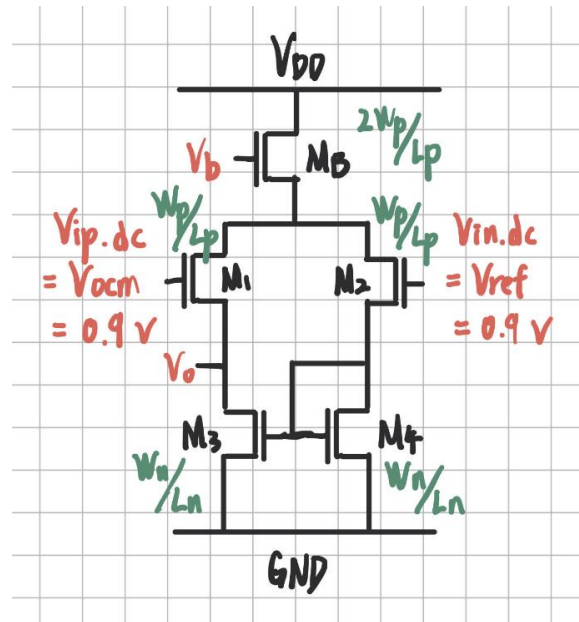 VDD
2Wp/Lp
Vb
MB
Wp/Lp
Wp/Lp
Vip.dc
= Vocm
= 0.9 V
M1
M2
Vin.dc
= Vref
= 0.9 V
Vo
M3
M4
Wn/Ln
Wn/Ln
GND